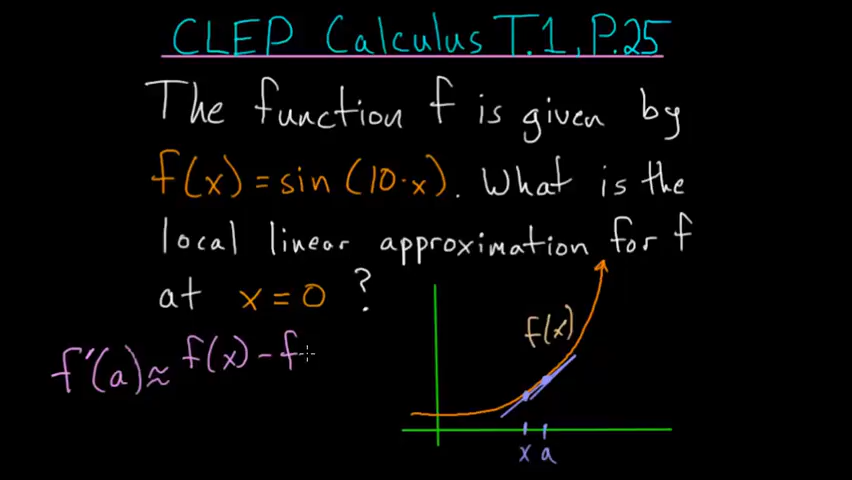 CLEP Calculus T.1, P.25
The function f is given by
f(x) = sin (10·x). What is the
local linear approximation for f
at x = 0 ?
f(x)
f'(a) ≈ f(x) - f
x a